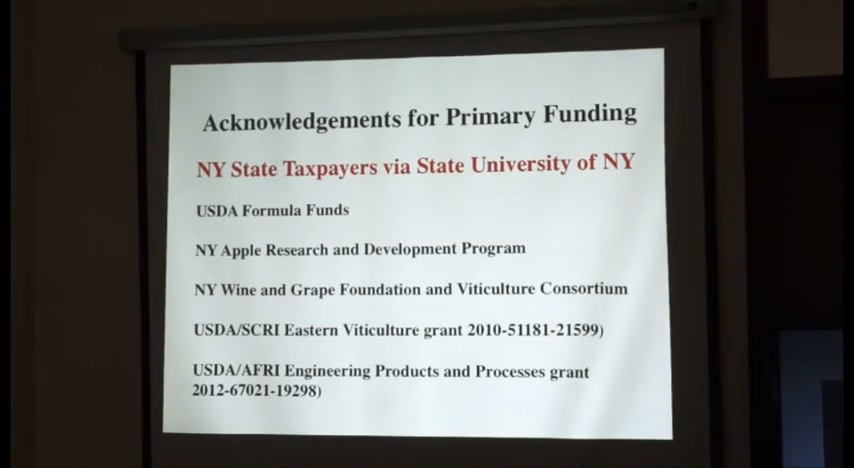 Acknowledgements for Primary Funding
NY State Taxpayers via State University of NY
USDA Formula Funds
NY Apple Research and Development Program
NY Wine and Grape Foundation and Viticulture Consortium
USDA/SCRI Eastern Viticulture grant 2010-51181-21599)
USDA/AFRI Engineering Products and Processes grant
2012-67021-19298)